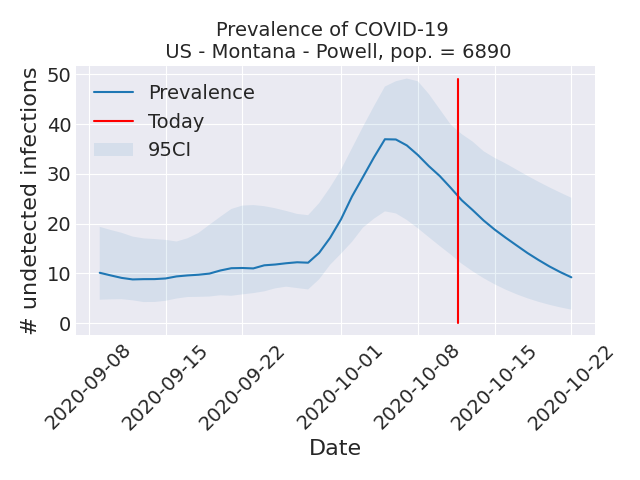 Prevalence of COVID-19
US - Montana - Powell, pop. = 6890
# undetected infections
50
40
30
20
10
0
Prevalence
Today
95CI
2020-09-08
2020-09-15
2020-09-22
2020-10-01
2020-10-08
2020-10-15
2020-10-22
Date